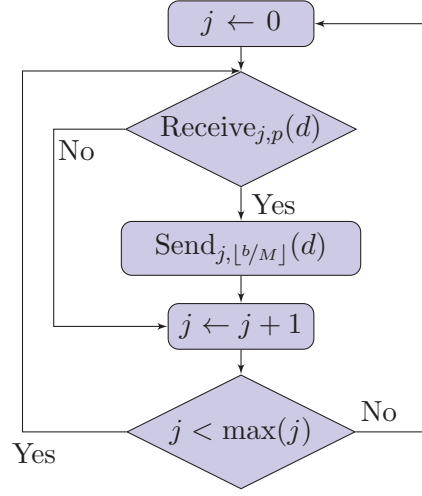 j ← 0
Receive_{j,p}(d)
No
Yes
Send_{j,⌊b/M⌋}(d)
j ← j + 1
j < max(j)
No
Yes